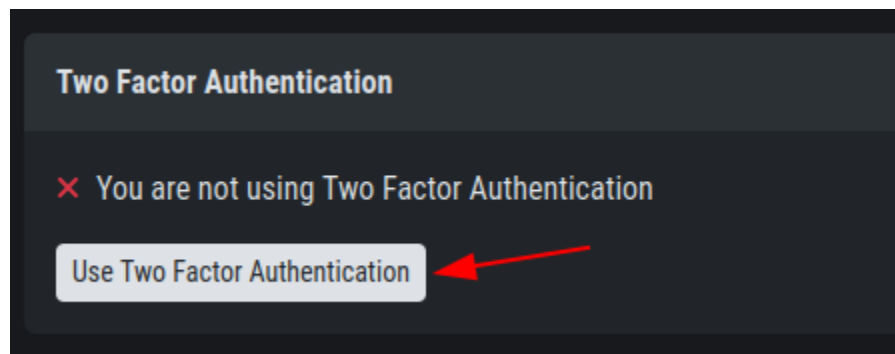 Two Factor Authentication
You are not using Two Factor Authentication
Use Two Factor Authentication